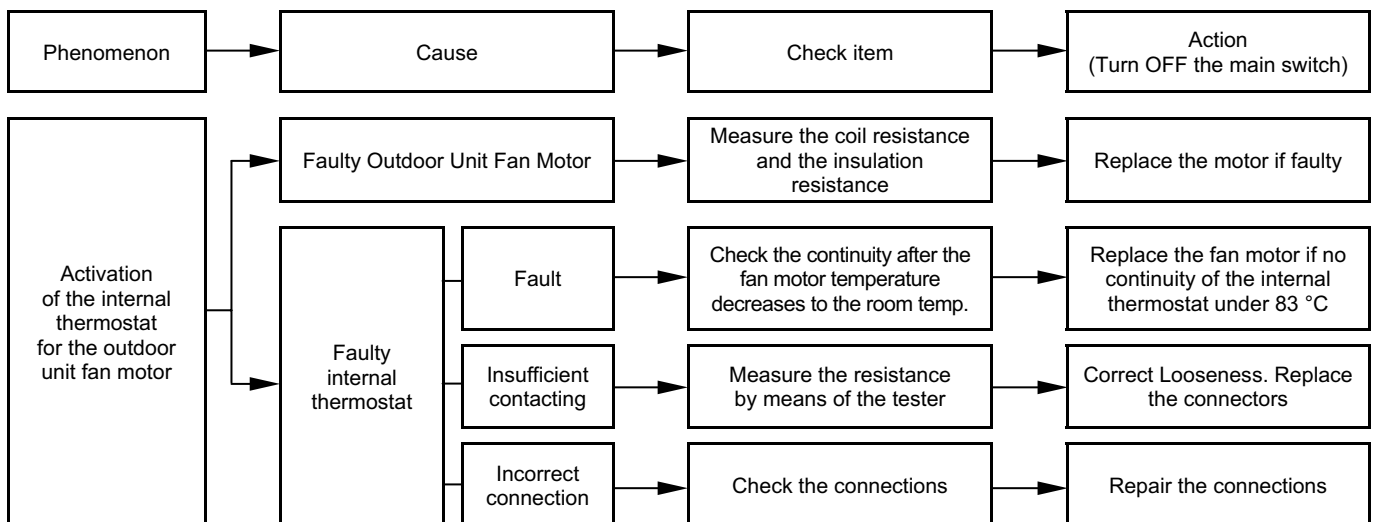 Phenomenon
Cause
Check item
Action
(Turn OFF the main switch)
Activation
of the internal
thermostat
for the outdoor
unit fan motor
Faulty Outdoor Unit Fan Motor
Measure the coil resistance
and the insulation
resistance
Replace the motor if faulty
Faulty
internal
thermostat
Fault
Check the continuity after the
fan motor temperature
decreases to the room temp.
Replace the fan motor if no
continuity of the internal
thermostat under 83 °C
Insufficient
contacting
Measure the resistance
by means of the tester
Correct Looseness. Replace
the connectors
Incorrect
connection
Check the connections
Repair the connections